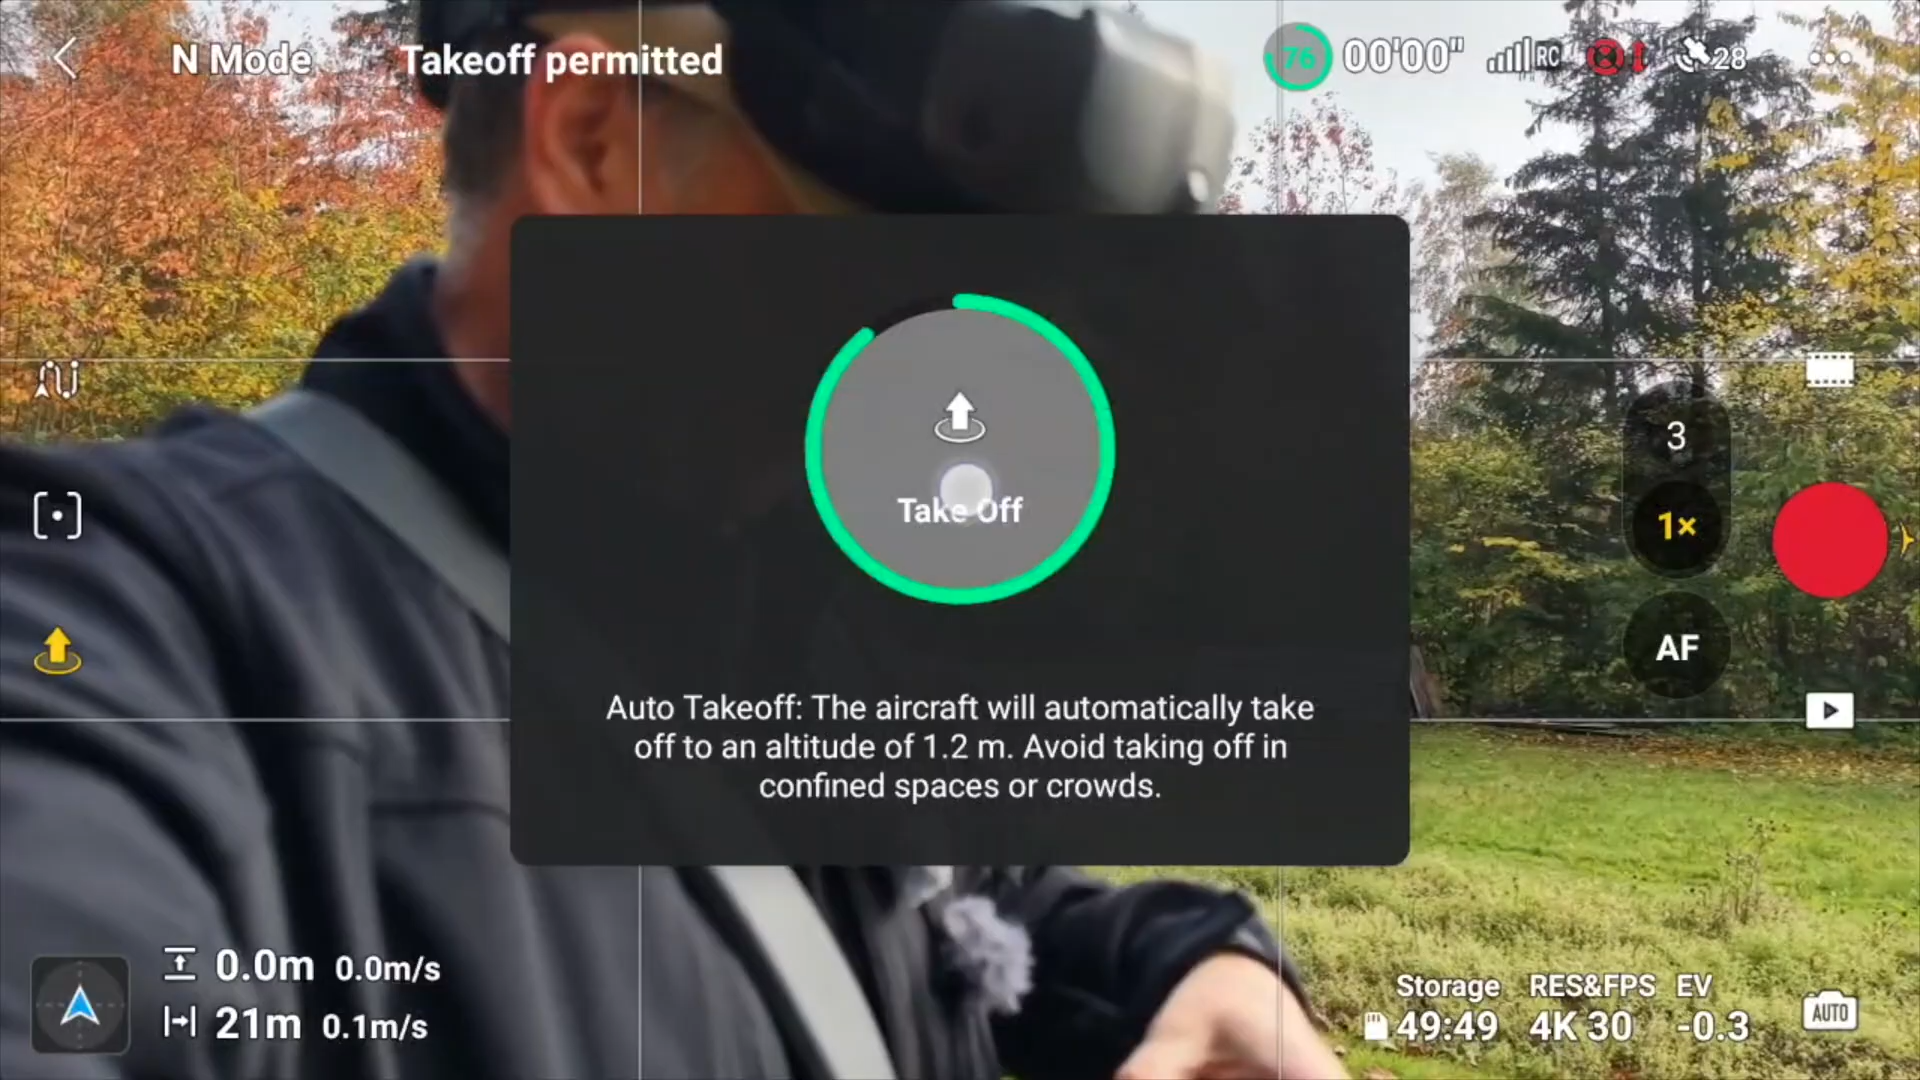 N Mode
Takeoff permitted
76
00'00"
RC
28
3
1×
AF
Take Off
Auto Takeoff: The aircraft will automatically take
off to an altitude of 1.2 m. Avoid taking off in
confined spaces or crowds.
0.0m 0.0m/s
21m 0.1m/s
Storage RES&FPS EV
49:49 4K 30 -0.3
AUTO